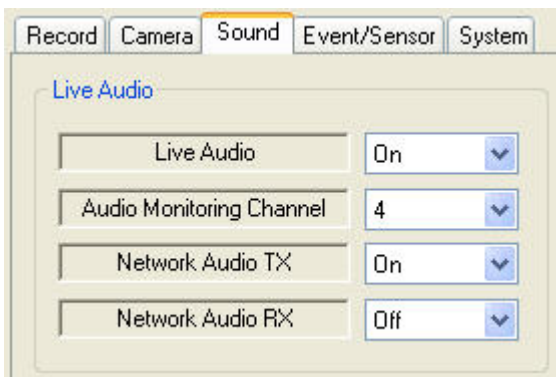 Record Camera Sound Event/Sensor System
Live Audio
Live Audio On
Audio Monitoring Channel 4
Network Audio TX On
Network Audio RX Off